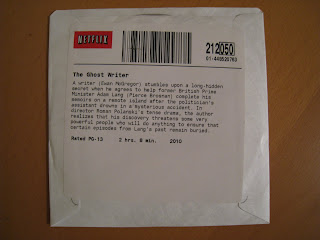 NETFLIX
212050
01-440520763
The Ghost Writer
A writer (Ewan McGregor) stumbles upon a long-hidden
secret when he agrees to help former British Prime
Minister Adam Lang (Pierce Brosnan) complete his
memoirs on a remote island after the politician's
assistant drowns in a mysterious accident. In
director Roman Polanski's tense drama, the author
realizes that his discovery threatens some very
powerful people who will do anything to ensure that
certain episodes from Lang's past remain buried.
Rated PG-13 2 hrs. 8 min. 2010